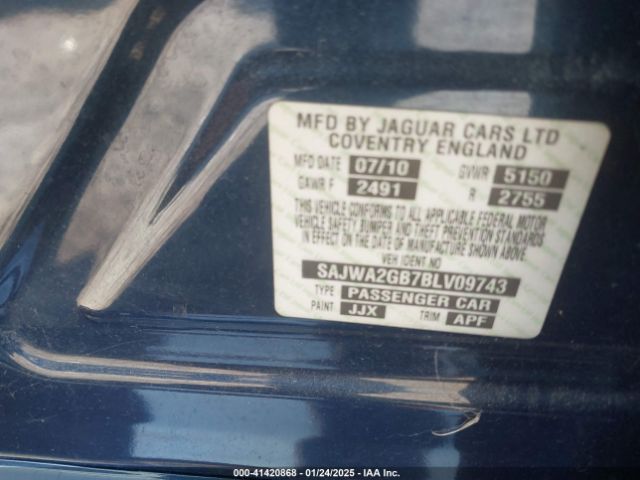 MFD BY JAGUAR CARS LTD
COVENTRY ENGLAND
MFD DATE 07/10 GVWR 5150
GAWR F 2491 R 2755
THIS VEHICLE CONFORMS TO ALL APPLICABLE FEDERAL MOTOR
VEHICLE SAFETY, BUMPER AND THEFT PREVENTION STANDARDS
IN EFFECT ON THE DATE OF MANUFACTURE SHOWN ABOVE.
VEH IDENT NO.
SAJWA2GB7BLV09743
TYPE PASSENGER CAR
PAINT JJX TRIM APF
000-41420868 - 01/24/2025 - IAA Inc.